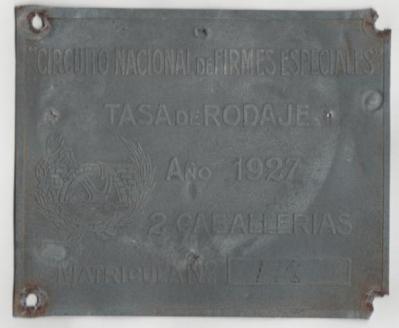 "CIRCUITO NACIONAL DE FIRMES ESPECIALES"
TASA DE RODAJE
AÑO 1927
2 CABALLERIAS
MATRICULA Nº